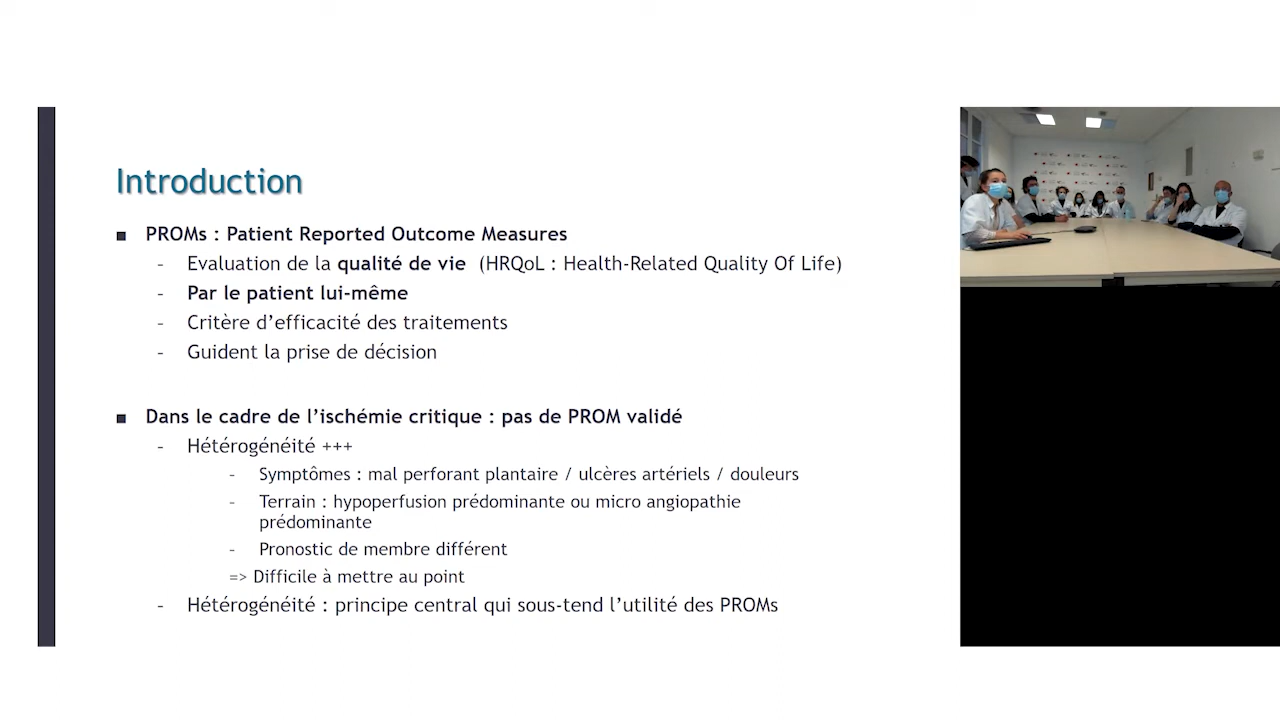 Introduction
■ PROMs : Patient Reported Outcome Measures
- Evaluation de la qualité de vie (HRQoL : Health-Related Quality Of Life)
- Par le patient lui-même
- Critère d’efficacité des traitements
- Guident la prise de décision
■ Dans le cadre de l’ischémie critique : pas de PROM validé
- Hétérogénéité +++
- Symptômes : mal perforant plantaire / ulcères artériels / douleurs
- Terrain : hypoperfusion prédominante ou micro angiopathie
prédominante
- Pronostic de membre différent
=> Difficile à mettre au point
- Hétérogénéité : principe central qui sous-tend l’utilité des PROMs